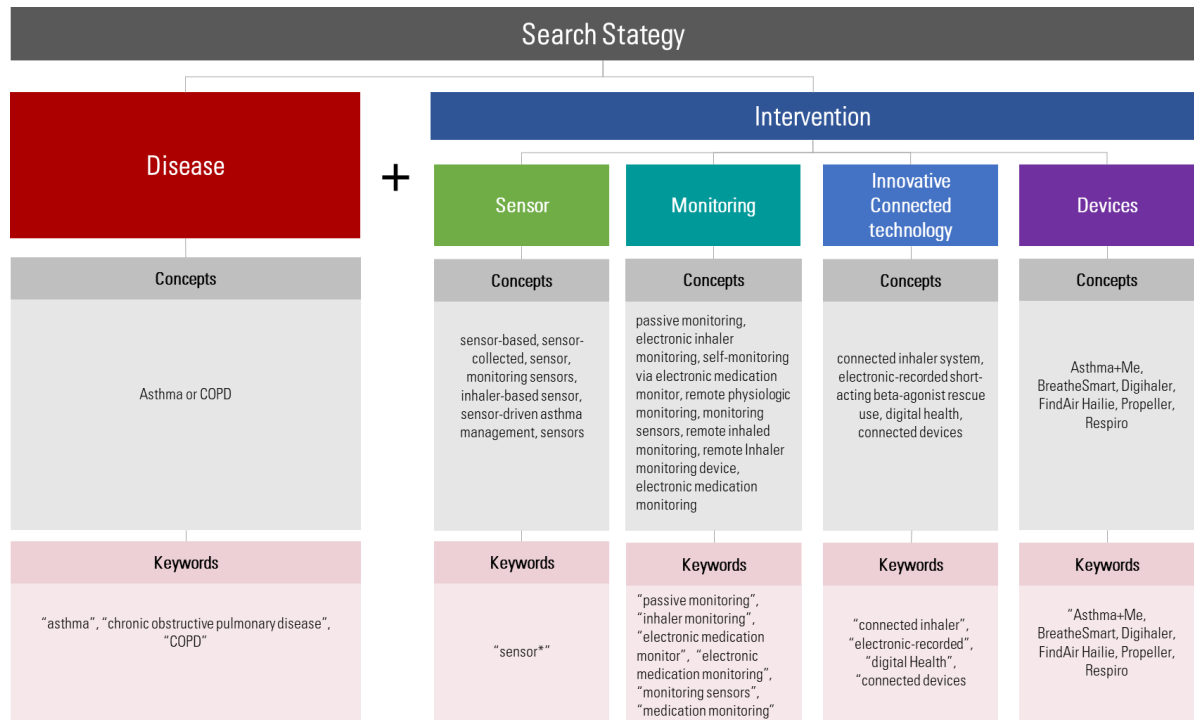 Search Stategy
Disease
+
Intervention
Sensor
Monitoring
Innovative
Connected
technology
Devices
Concepts
Asthma or COPD
Concepts
sensor-based, sensor-
collected, sensor,
monitoring sensors,
inhaler-based sensor,
sensor-driven asthma
management, sensors
Concepts
passive monitoring,
electronic inhaler
monitoring, self-monitoring
via electronic medication
monitor, remote physiologic
monitoring, monitoring
sensors, remote inhaled
monitoring, remote Inhaler
monitoring device,
electronic medication
monitoring
Concepts
connected inhaler system,
electronic-recorded short-
acting beta-agonist rescue
use, digital health,
connected devices
Concepts
Asthma+Me,
BreatheSmart, Digihaler,
FindAir Hailie, Propeller,
Respiro
Keywords
“asthma”, “chronic obstructive pulmonary disease”,
“COPD”
Keywords
“sensor*”
Keywords
“passive monitoring”,
“inhaler monitoring”,
“electronic medication
monitor”, “electronic
medication monitoring”,
“monitoring sensors”,
“medication monitoring”
Keywords
“connected inhaler”,
“electronic-recorded”,
“digital Health”,
“connected devices
Keywords
“Asthma+Me,
BreatheSmart, Digihaler,
FindAir Hailie, Propeller,
Respiro